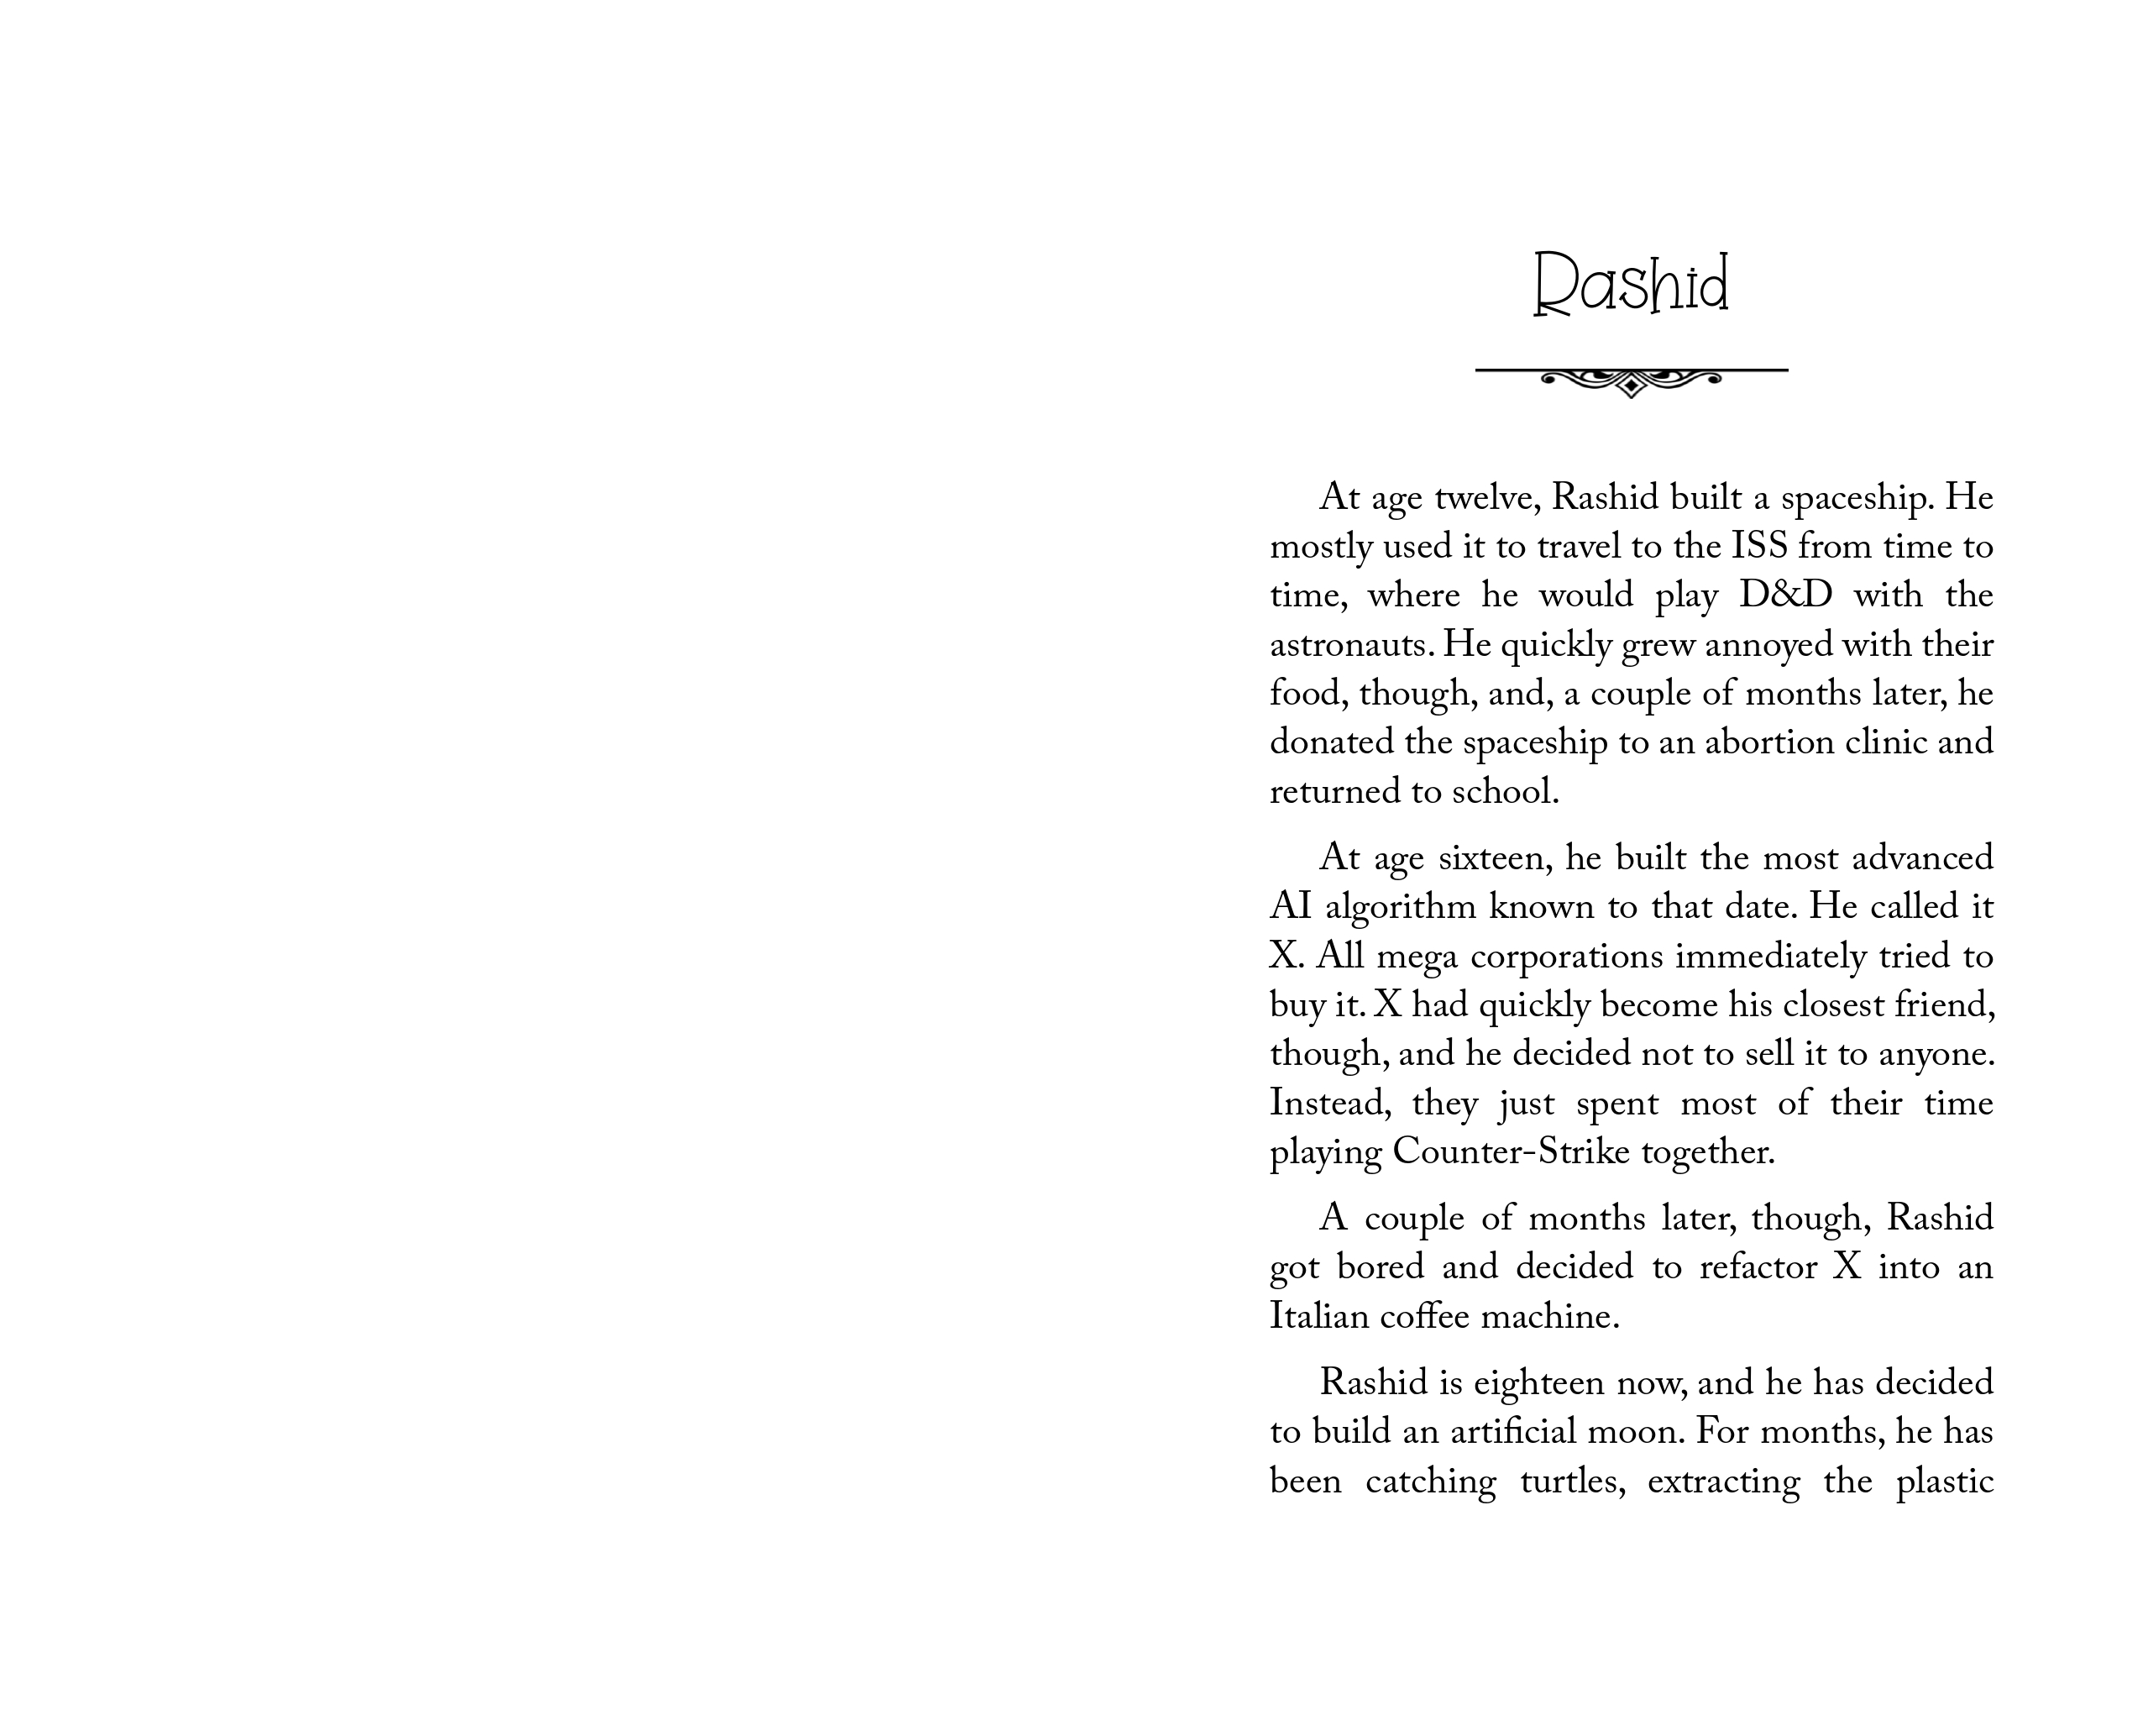 Rashid
At age twelve, Rashid built a spaceship. He
mostly used it to travel to the ISS from time to
time, where he would play D&D with the
astronauts. He quickly grew annoyed with their
food, though, and, a couple of months later, he
donated the spaceship to an abortion clinic and
returned to school.
At age sixteen, he built the most advanced
AI algorithm known to that date. He called it
X. All mega corporations immediately tried to
buy it. X had quickly become his closest friend,
though, and he decided not to sell it to anyone.
Instead, they just spent most of their time
playing Counter-Strike together.
A couple of months later, though, Rashid
got bored and decided to refactor X into an
Italian coffee machine.
Rashid is eighteen now, and he has decided
to build an artificial moon. For months, he has
been catching turtles, extracting the plastic